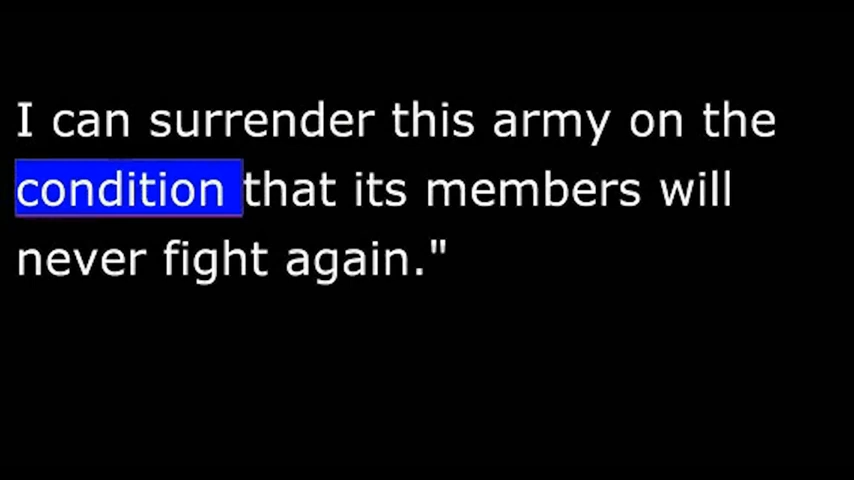 I can surrender this army on the
condition that its members will
never fight again."